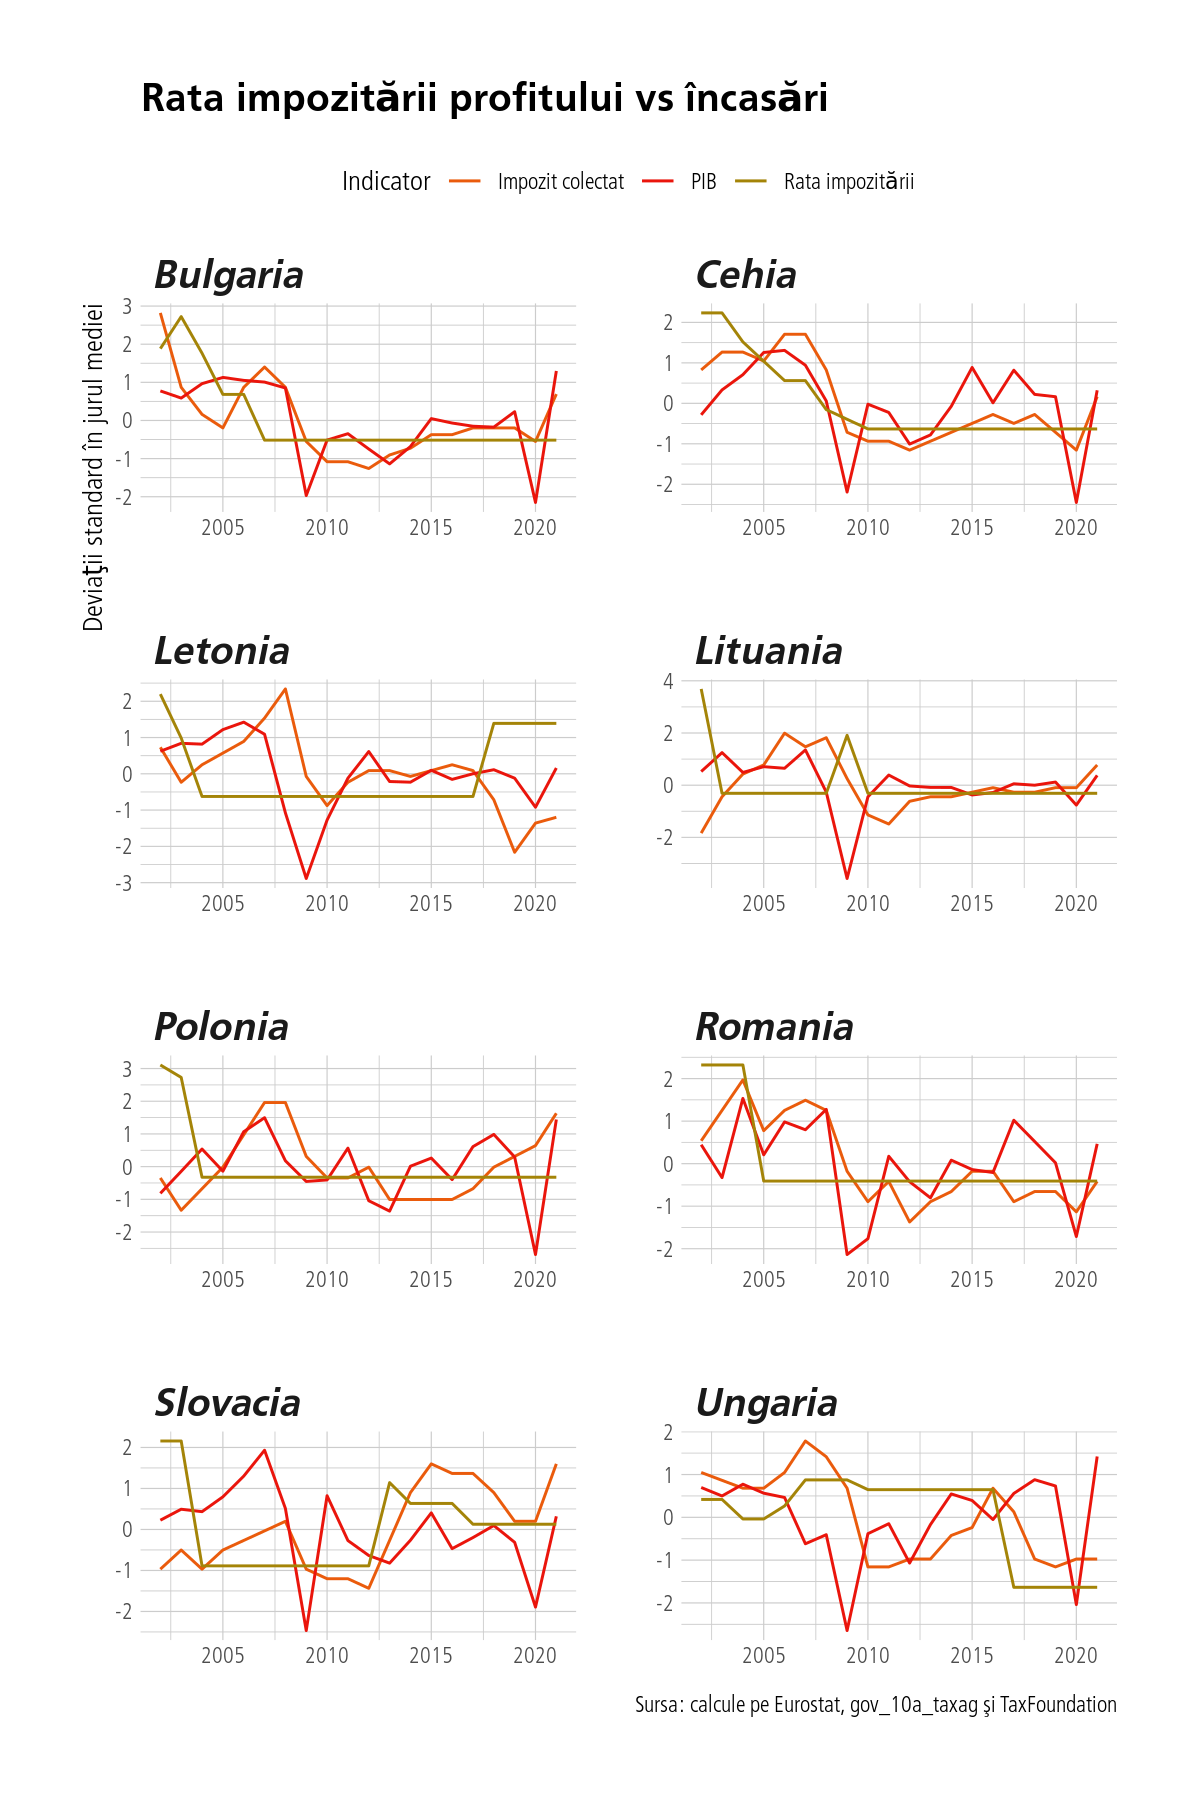 Rata impozitării profitului vs încasări
Indicator Impozit colectat PIB Rata impozitării
Deviaţii standard în jurul mediei
Bulgaria
3
2
1
0
-1
-2
2005 2010 2015 2020
Cehia
2
1
0
-1
-2
2005 2010 2015 2020
Letonia
2
1
0
-1
-2
-3
2005 2010 2015 2020
Lituania
4
2
0
-2
2005 2010 2015 2020
Polonia
3
2
1
0
-1
-2
2005 2010 2015 2020
Romania
2
1
0
-1
-2
2005 2010 2015 2020
Slovacia
2
1
0
-1
-2
2005 2010 2015 2020
Ungaria
2
1
0
-1
-2
2005 2010 2015 2020
Sursa: calcule pe Eurostat, gov_10a_taxag şi TaxFoundation